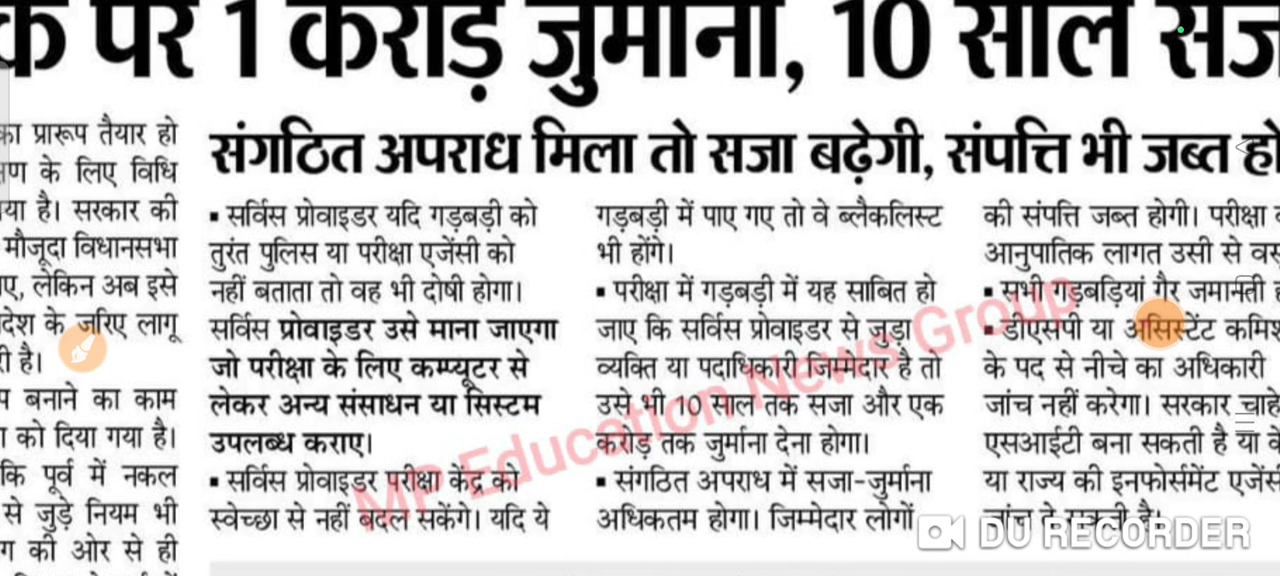 क पर 1 करोड़ जुर्माना, 10 साल
का प्रारूप तैयार हो
के लिए विधि
गया है। सरकार की
मौजूदा विधानसभा
लेकिन अब इसे
के जरिए लागू
है।
बनाने का काम
को दिया गया है।
कि पूर्व में नकल
से जुड़े नियम भी
की ओर से ही
संगठित अपराध मिला तो सजा बढ़ेगी, संपत्ति भी जब्त हो
▪ सर्विस प्रोवाइडर यदि गड़बड़ी को
तुरंत पुलिस या परीक्षा एजेंसी को
नहीं बताता तो वह भी दोषी होगा।
सर्विस प्रोवाइडर उसे माना जाएगा
जो परीक्षा के लिए कम्प्यूटर से
लेकर अन्य संसाधन या सिस्टम
उपलब्ध कराए।
▪ सर्विस प्रोवाइडर परीक्षा केंद्र को
स्वेच्छा से नहीं बदल सकेंगे। यदि ये
गड़बड़ी में पाए गए तो वे ब्लैकलिस्ट
भी होंगे।
▪ परीक्षा में गड़बड़ी में यह साबित हो
जाए कि सर्विस प्रोवाइडर से जुड़ा
व्यक्ति या पदाधिकारी जिम्मेदार है तो
उसे भी 10 साल तक सजा और एक
करोड़ तक जुर्माना देना होगा।
▪ संगठित अपराध में सजा-जुर्माना
अधिकतम होगा। जिम्मेदार लोगों
की संपत्ति जब्त होगी। परीक्षा
आनुपातिक लागत उसी से
▪ सभी गड़बड़ियां गैर जमानती
▪ डीएसपी या असिस्टेंट
के पद से नीचे का अधिकारी
जांच नहीं करेगा। सरकार चाहे
एसआईटी बना सकती है या
या राज्य की इनफोर्समेंट
जांच दे सकती है।
MP Education News Group
DU RECORDER